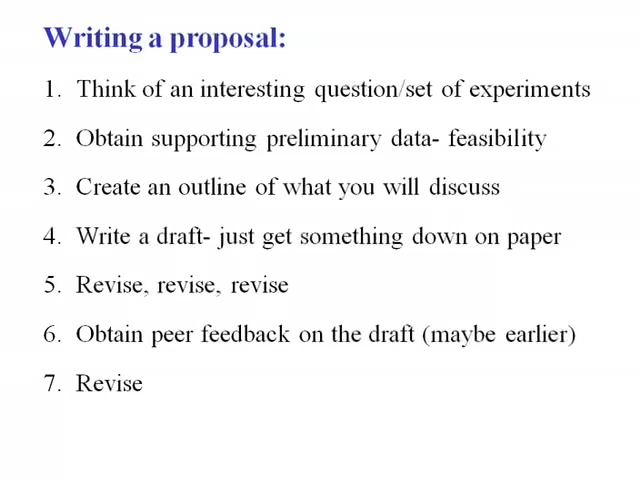 Writing a proposal:
1. Think of an interesting question/set of experiments
2. Obtain supporting preliminary data- feasibility
3. Create an outline of what you will discuss
4. Write a draft- just get something down on paper
5. Revise, revise, revise
6. Obtain peer feedback on the draft (maybe earlier)
7. Revise